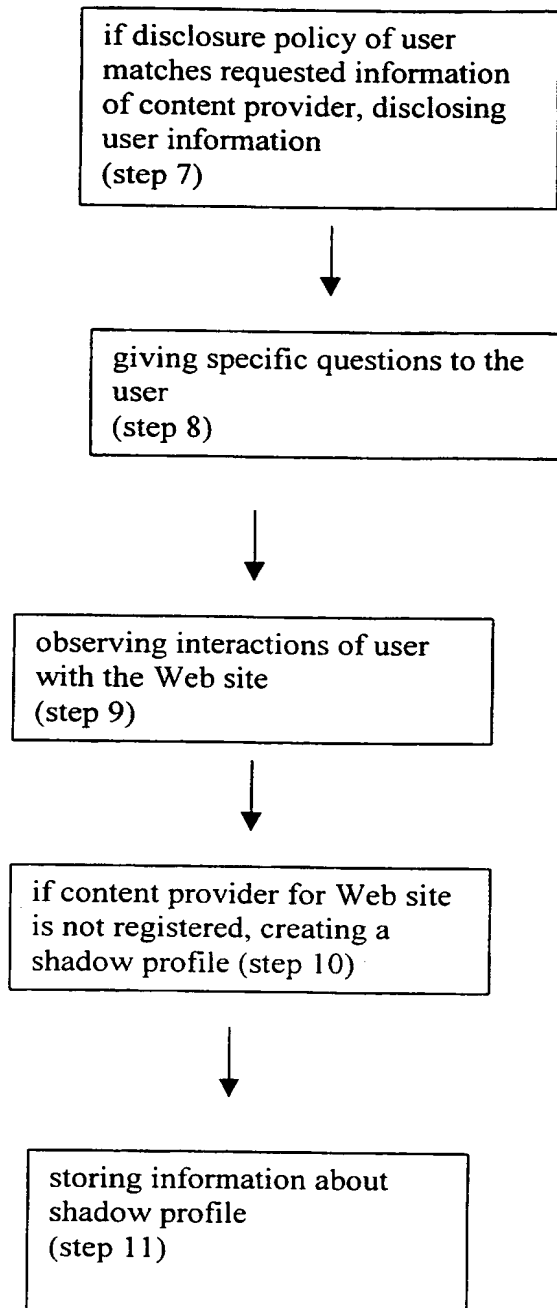 if disclosure policy of user
matches requested information
of content provider, disclosing
user information
(step 7)
giving specific questions to the
user
(step 8)
observing interactions of user
with the Web site
(step 9)
if content provider for Web site
is not registered, creating a
shadow profile (step 10)
storing information about
shadow profile
(step 11)